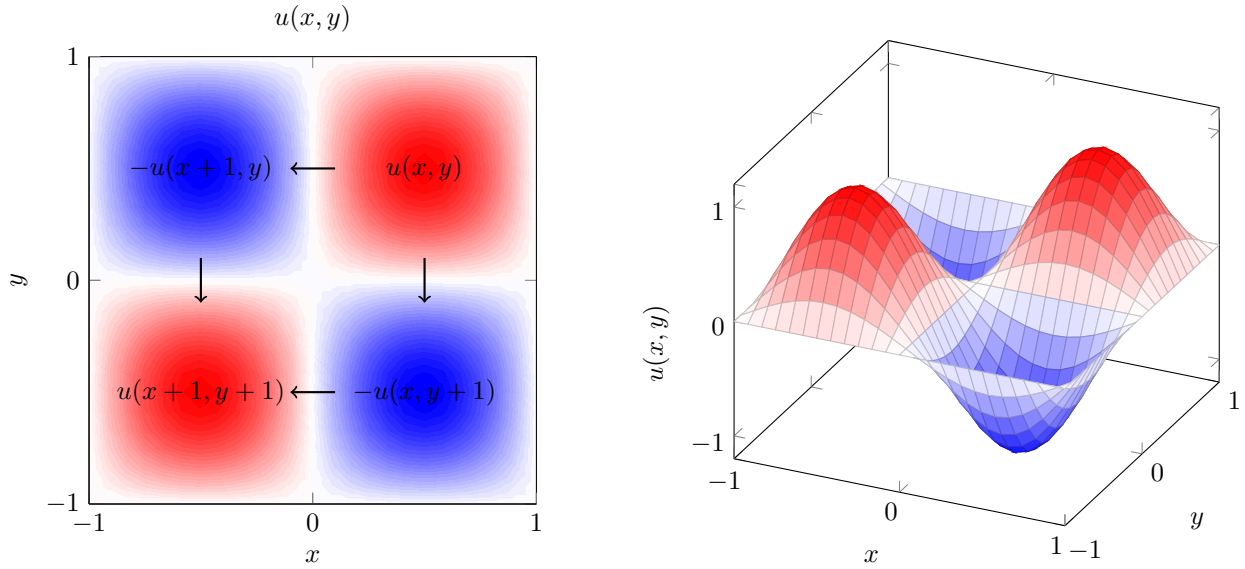 u(x, y)
1
−u(x + 1, y)
u(x, y)
y
0
u(x+1, y+1)
−u(x, y + 1)
−1
−1
0
1
x
1
u(x, y)
0
−1
−1
0
1
x
−1
0
1
y